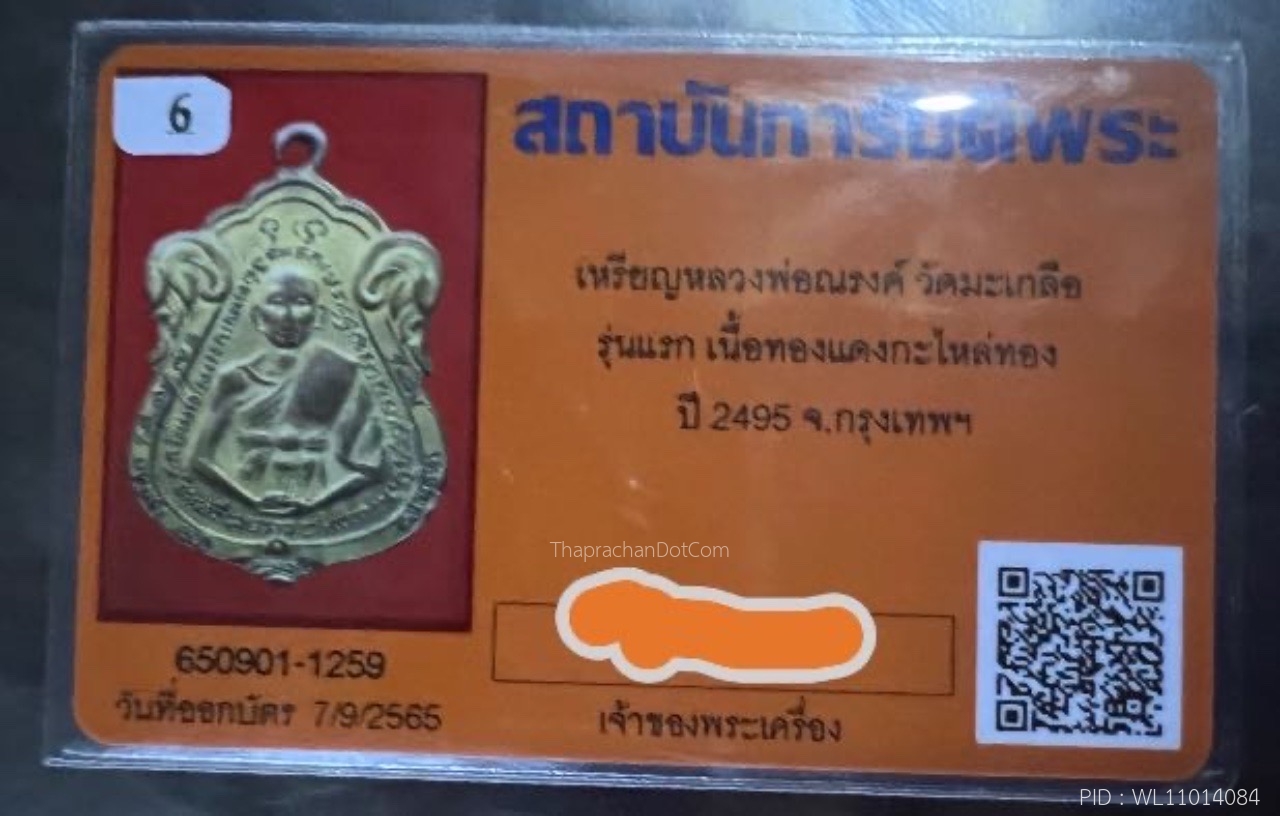 6
สถาบันการันตีพระ
เหรียญหลวงพ่อณรงค์ วัดมะเกลือ
รุ่นแรก เนื้อทองแดงกะไหล่ทอง
ปี 2495 จ.กรุงเทพฯ
ThaprachanDotCom
650901-1259
วันที่ออกบัตร 7/9/2565
เจ้าของพระเครื่อง
PID : WL11014084